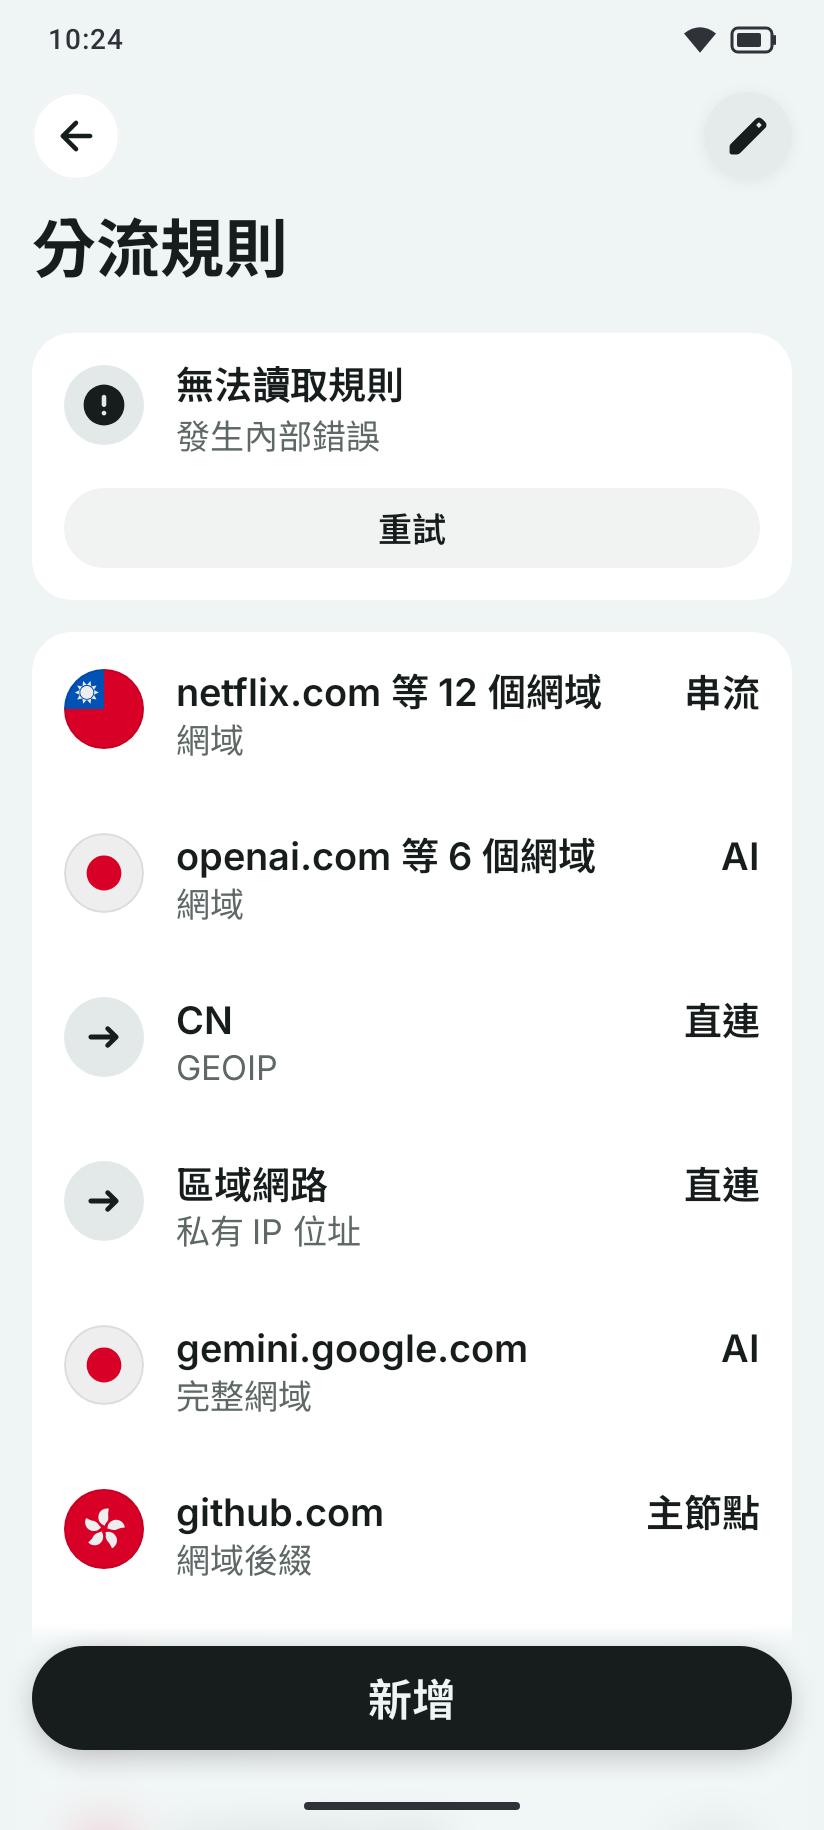 10:24
分流規則
無法讀取規則
發生內部錯誤
重試
netflix.com 等 12 個網域
串流
網域
openai.com 等 6 個網域
AI
網域
CN
直連
GEOIP
區域網路
直連
私有 IP 位址
gemini.google.com
AI
完整網域
github.com
主節點
網域後綴
新增